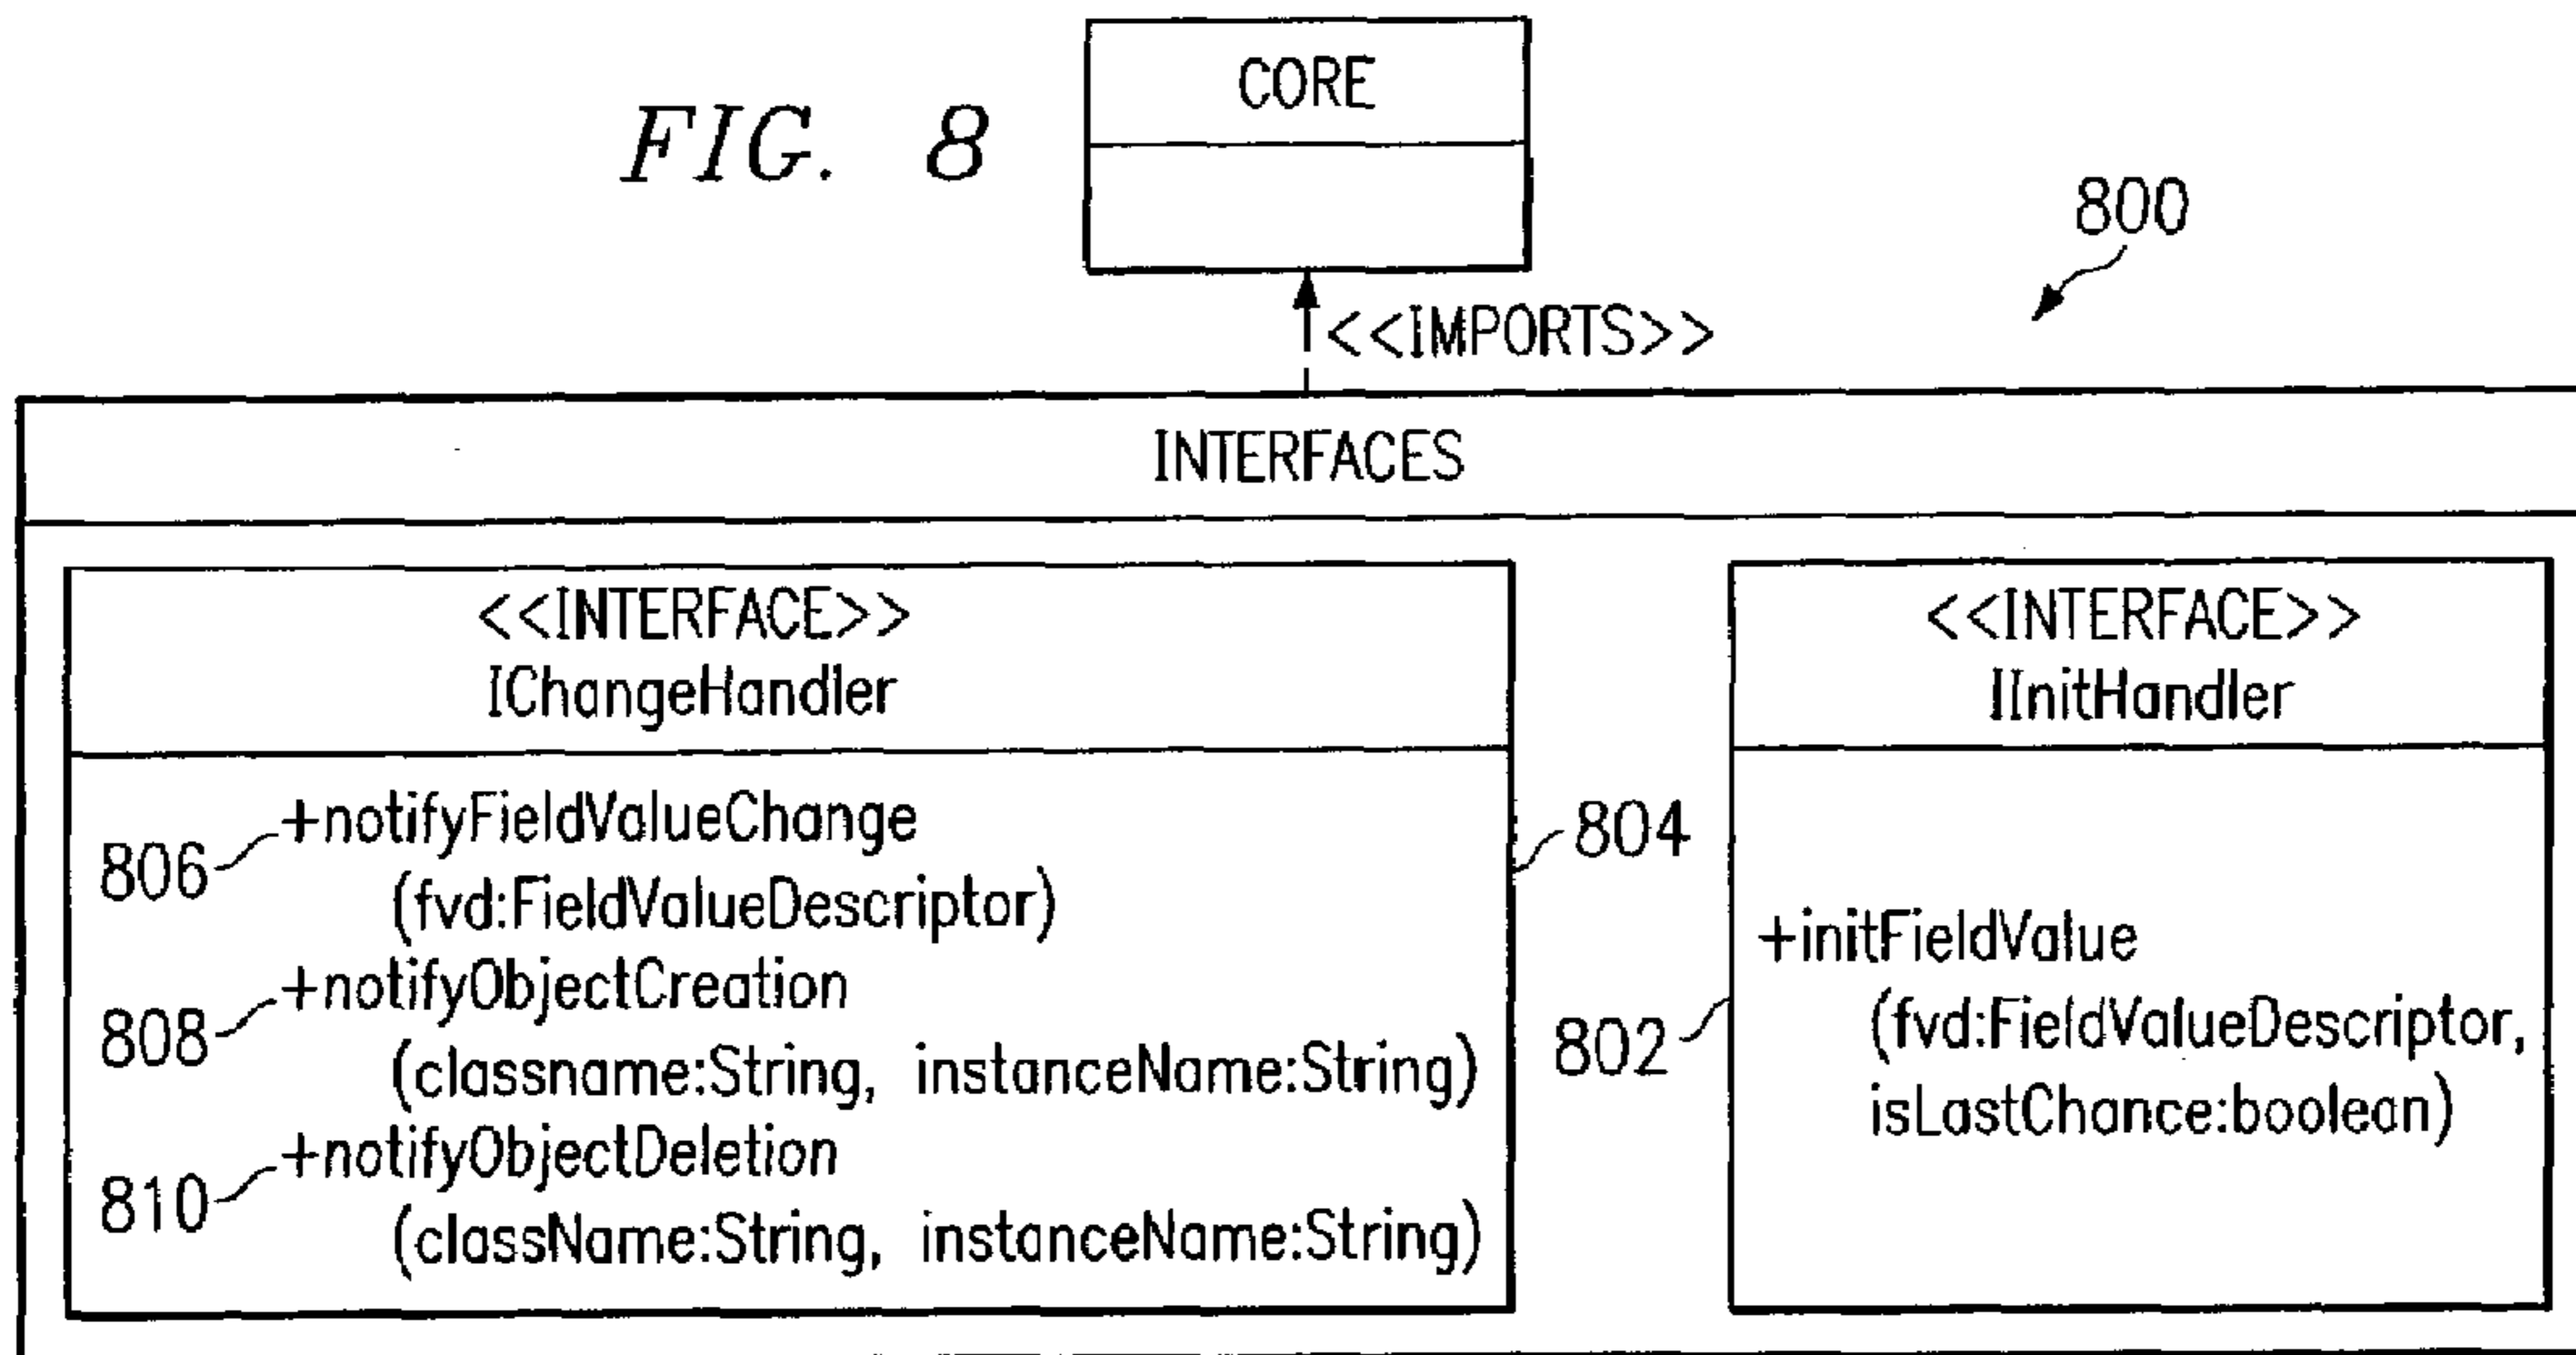 FIG. 8
CORE
800
<<IMPORTS>>
INTERFACES
<<INTERFACE>>
IChangeHandler
806
+notifyFieldValueChange
(fvd:FieldValueDescriptor)
808
+notifyObjectCreation
(classname:String, instanceName:String)
810
+notifyObjectDeletion
(className:String, instanceName:String)
804
<<INTERFACE>>
IInitHandler
802
+initFieldValue
(fvd:FieldValueDescriptor,
isLastChance:boolean)